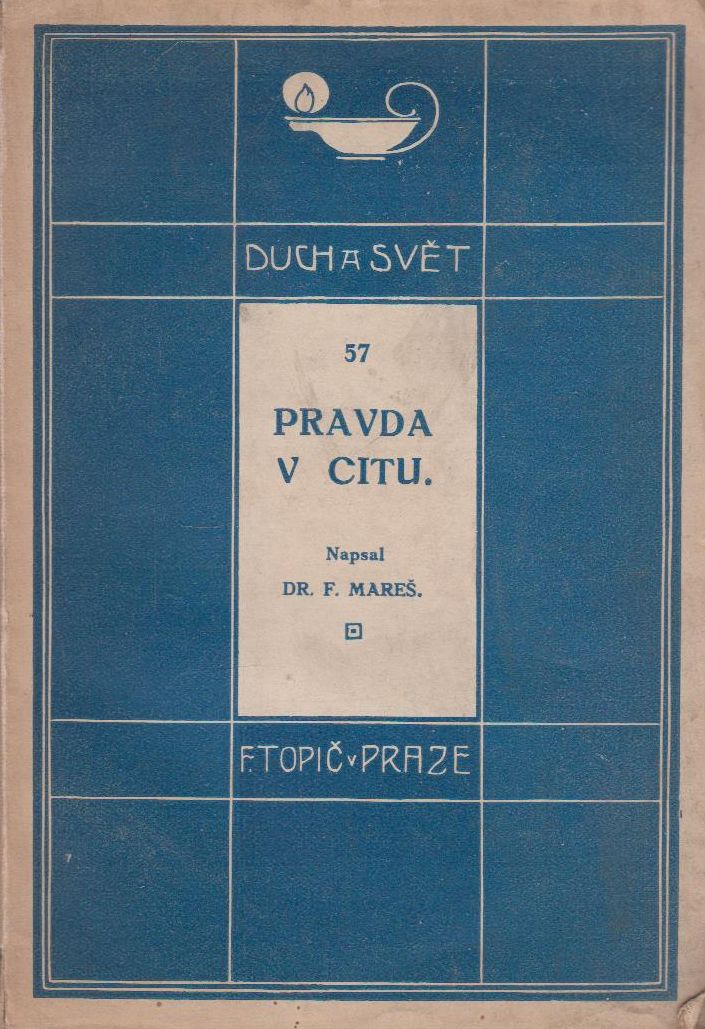 DUCH A SVĚT
57
PRAVDA
V CITU.
Napsal
DR. F. MAREŠ.
F. TOPIČ V PRAZE